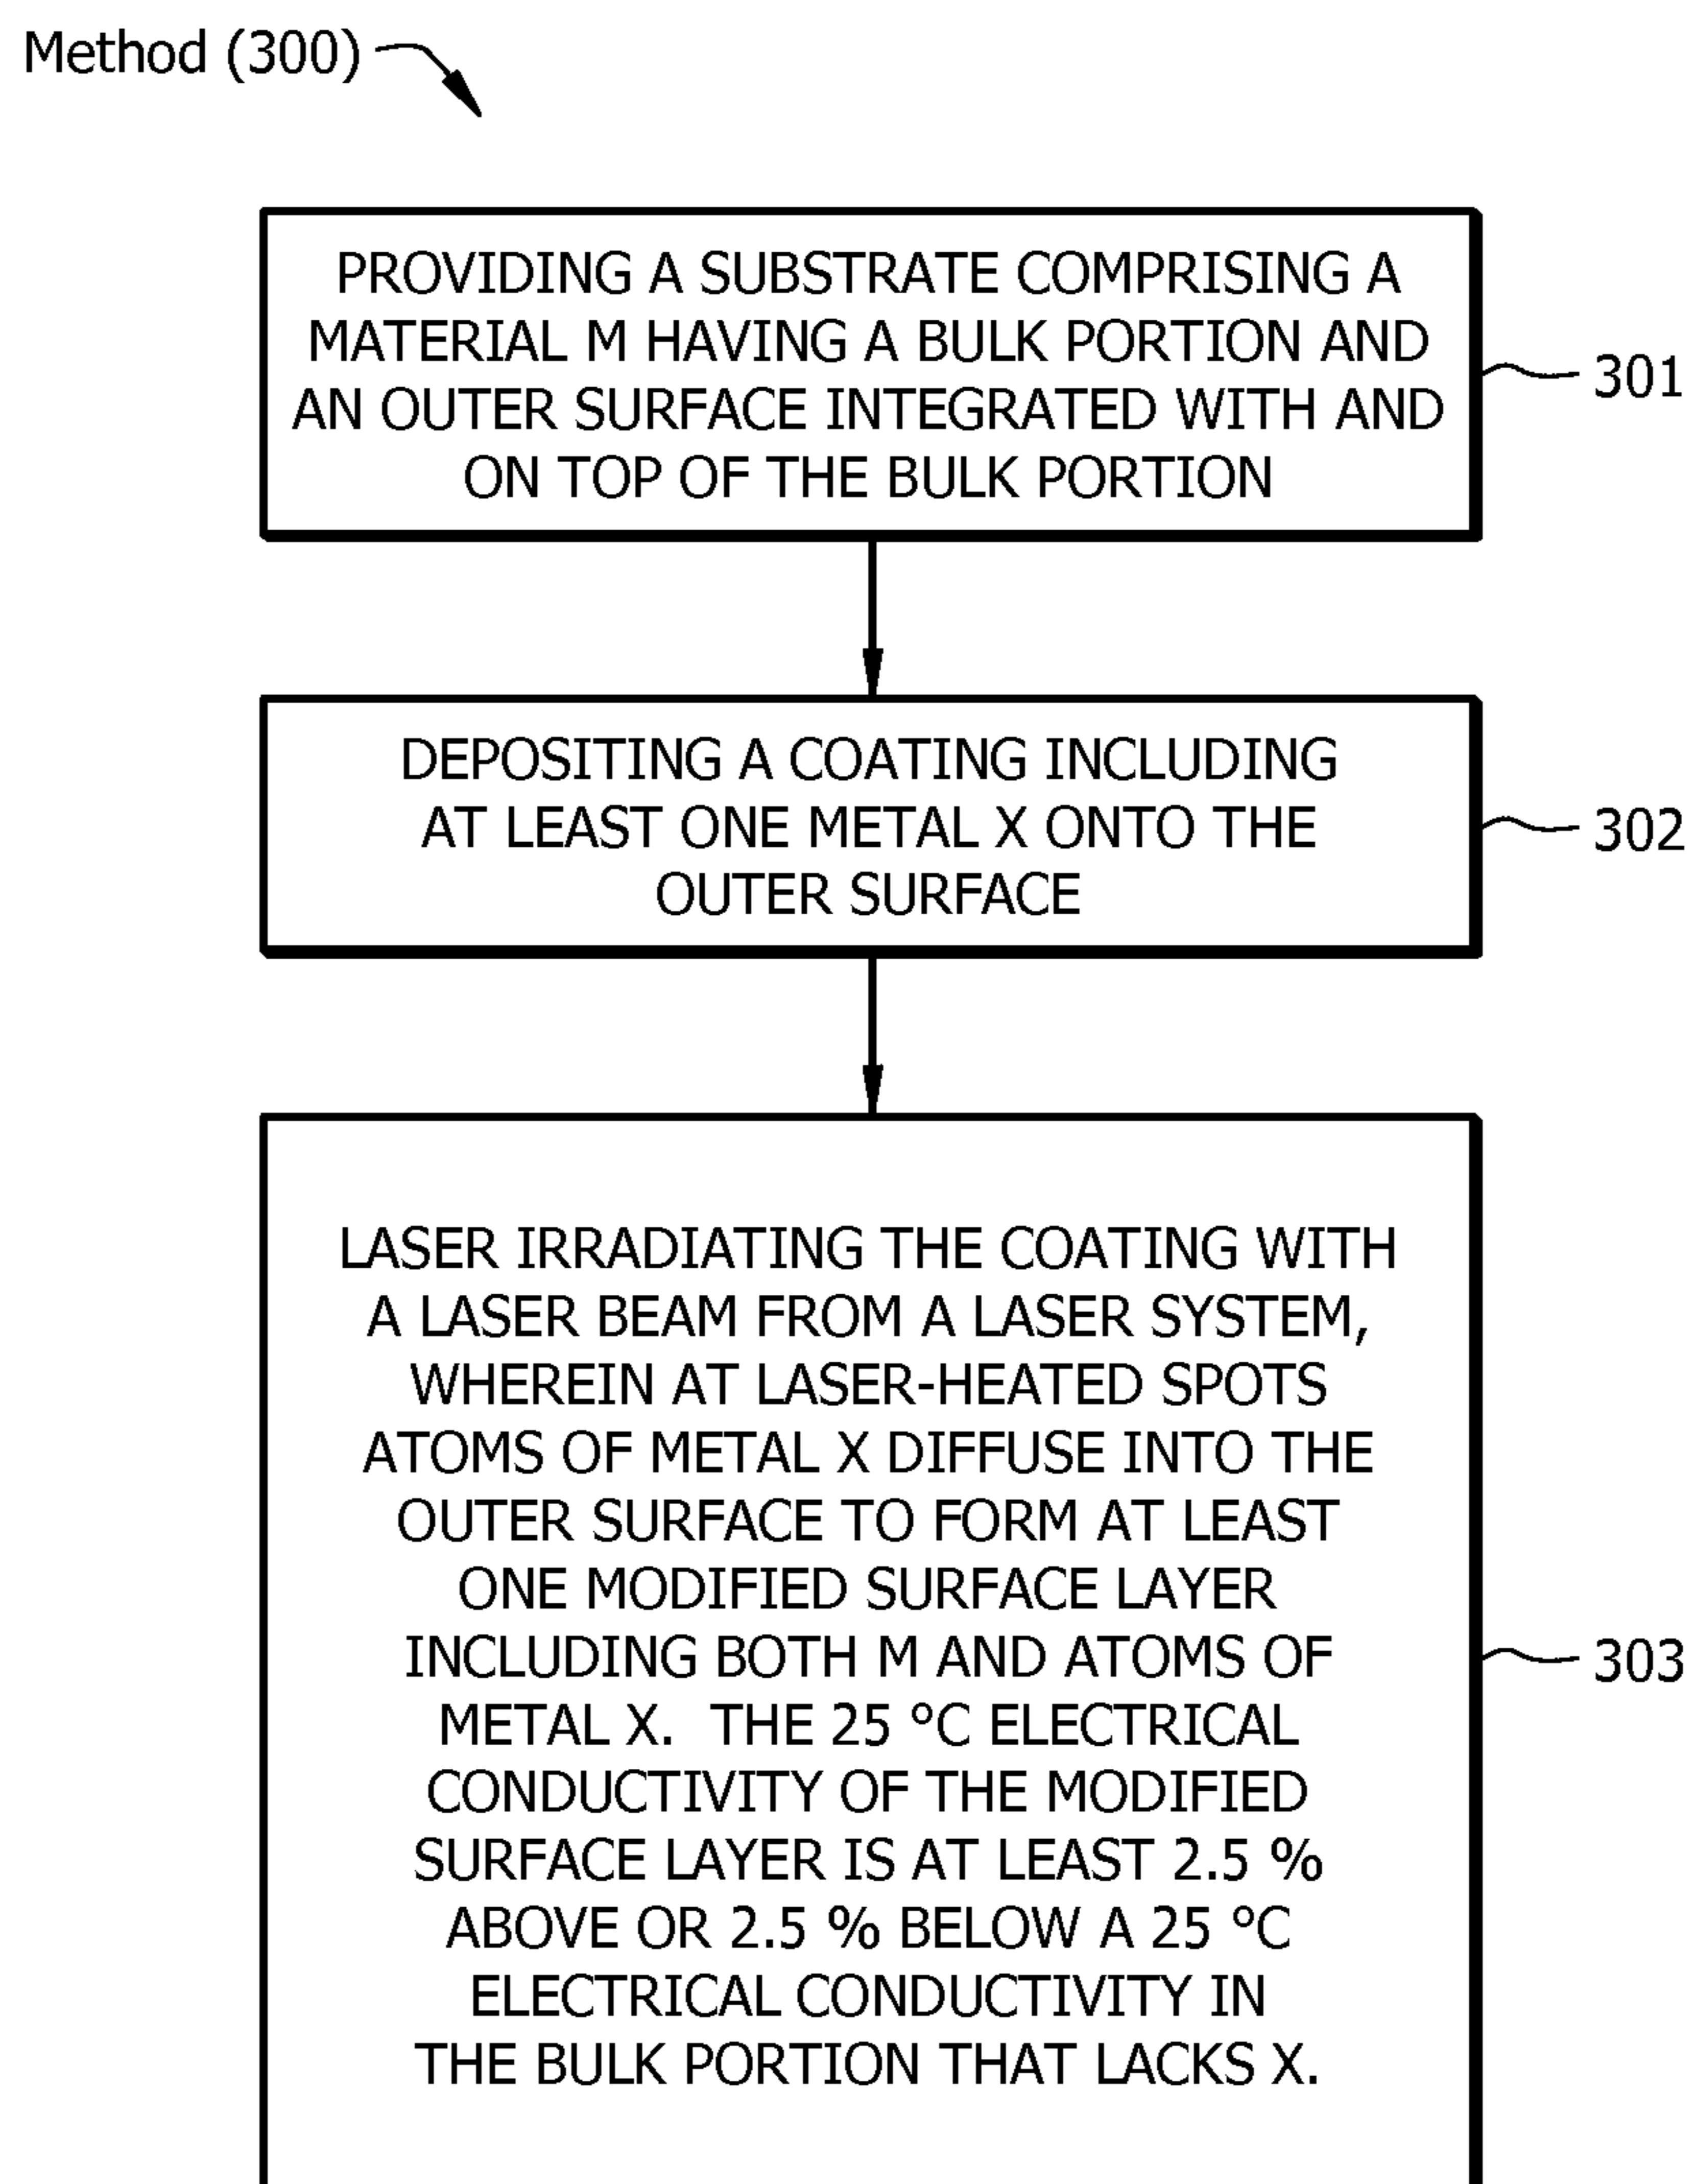 Method (300)
PROVIDING A SUBSTRATE COMPRISING A
MATERIAL M HAVING A BULK PORTION AND
AN OUTER SURFACE INTEGRATED WITH AND
ON TOP OF THE BULK PORTION
301
DEPOSITING A COATING INCLUDING
AT LEAST ONE METAL X ONTO THE
OUTER SURFACE
302
LASER IRRADIATING THE COATING WITH
A LASER BEAM FROM A LASER SYSTEM,
WHEREIN AT LASER-HEATED SPOTS
ATOMS OF METAL X DIFFUSE INTO THE
OUTER SURFACE TO FORM AT LEAST
ONE MODIFIED SURFACE LAYER
INCLUDING BOTH M AND ATOMS OF
METAL X.  THE 25 °C ELECTRICAL
CONDUCTIVITY OF THE MODIFIED
SURFACE LAYER IS AT LEAST 2.5 %
ABOVE OR 2.5 % BELOW A 25 °C
ELECTRICAL CONDUCTIVITY IN
THE BULK PORTION THAT LACKS X.
303